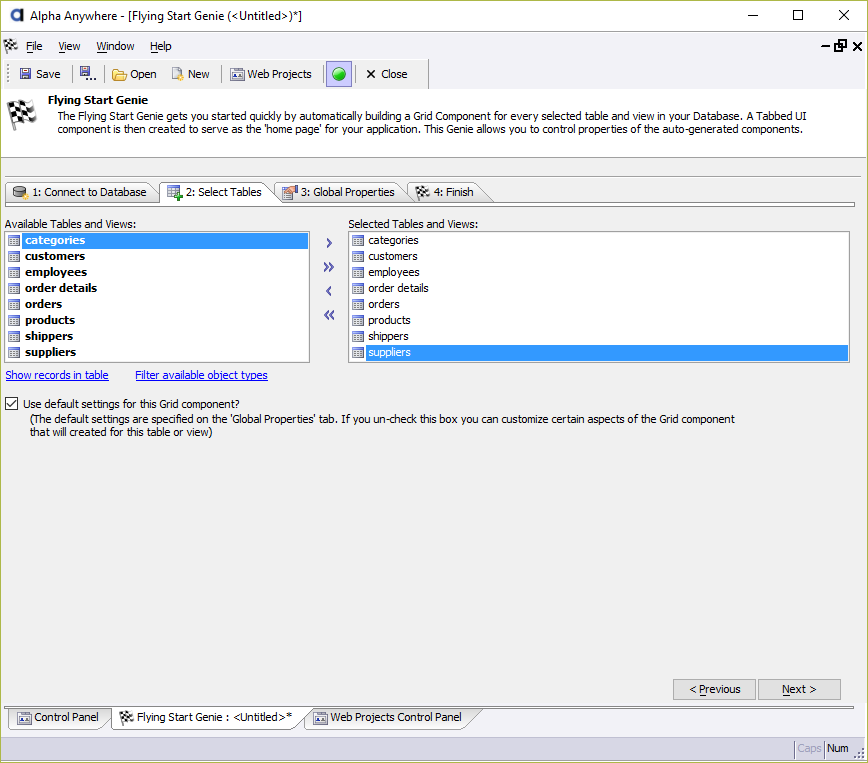 Alpha Anywhere - [Flying Start Genie (<Untitled>)*]
File View Window Help
Save Open New Web Projects Close
Flying Start Genie
The Flying Start Genie gets you started quickly by automatically building a Grid Component for every selected table and view in your Database. A Tabbed UI
component is then created to serve as the 'home page' for your application. This Genie allows you to control properties of the auto-generated components.
1: Connect to Database 2: Select Tables 3: Global Properties 4: Finish
Available Tables and Views:
categories
customers
employees
order details
orders
products
shippers
suppliers
Selected Tables and Views:
categories
customers
employees
order details
orders
products
shippers
suppliers
Show records in table Filter available object types
Use default settings for this Grid component?
(The default settings are specified on the 'Global Properties' tab. If you un-check this box you can customize certain aspects of the Grid component
that will created for this table or view)
< Previous Next >
Control Panel Flying Start Genie : <Untitled>* Web Projects Control Panel
Caps Num